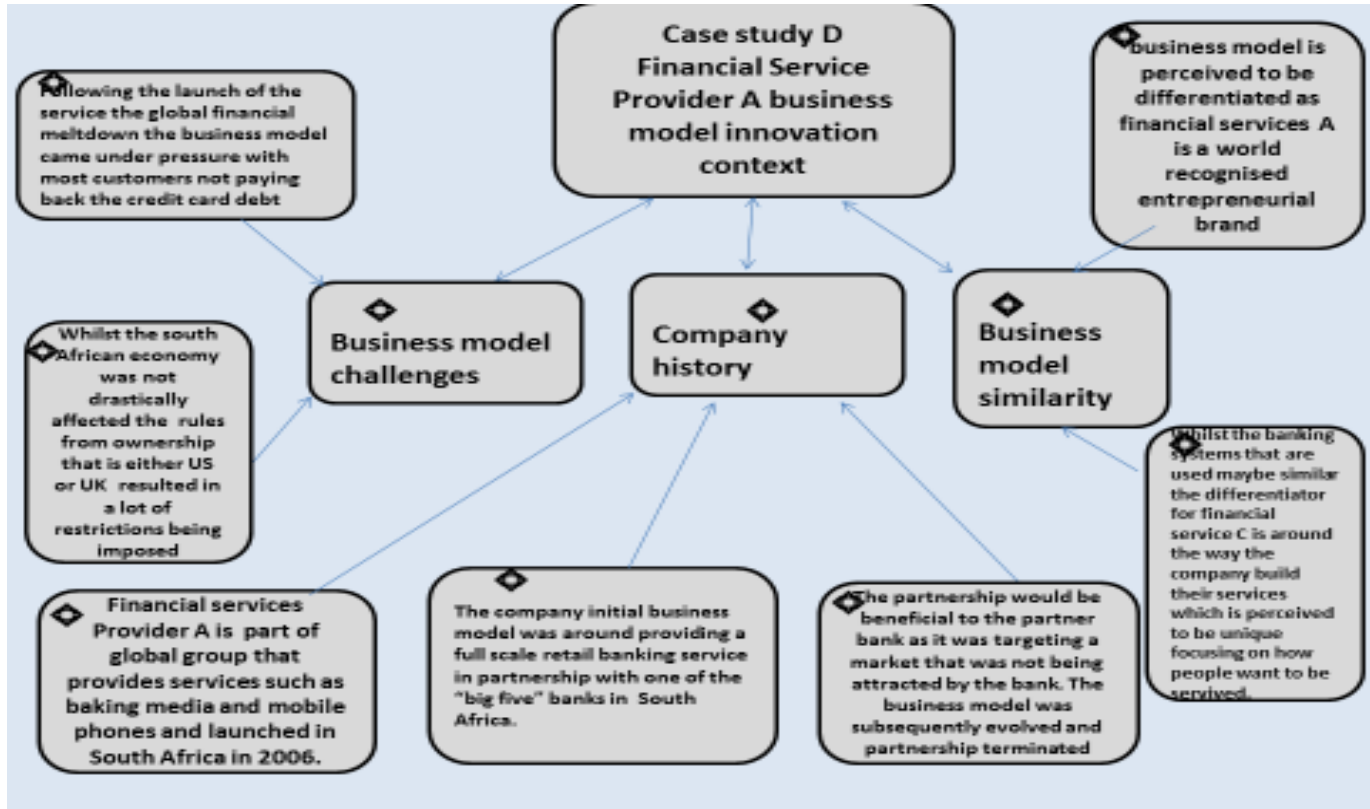 Case study D
Financial Service
Provider A business
model innovation
context
Following the launch of the
service the global financial
meltdown the business model
came under pressure with
most customers not paying
back the credit card debt
business model is
perceived to be
differentiated as
financial services A
is a world
recognised
entrepreneurial
brand
Business model
challenges
Company
history
Business
model
similarity
Whilst the south
African economy
was not
drastically
affected the rules
from ownership
that is either US
or UK resulted in
a lot of
restrictions being
imposed
Whilst the banking
systems that are
used maybe similar
the differentiator
for financial
service C is around
the way the
company build
their services
which is perceived
to be unique
focusing on how
people want to be
servived.
Financial services
Provider A is part of
global group that
provides services such as
baking media and mobile
phones and launched in
South Africa in 2006.
The company initial business
model was around providing a
full scale retail banking service
in partnership with one of the
“big five” banks in South
Africa.
The partnership would be
beneficial to the partner
bank as it was targeting a
market that was not being
attracted by the bank. The
business model was
subsequently evolved and
partnership terminated